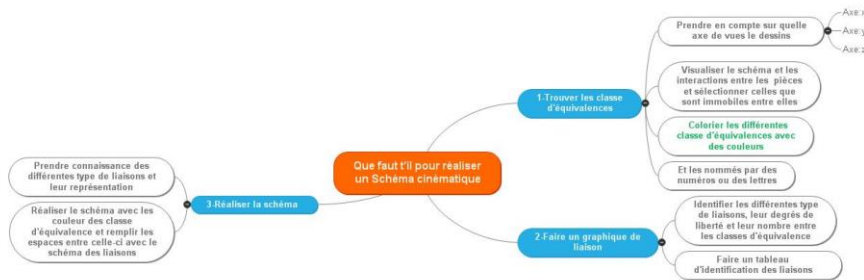 Que faut t'il pour réaliser
un Schéma cinématique
1-Trouver les classe
d'équivalences
Prendre en compte sur quelle
axe de vues le dessins
Axe:x
Axe:y
Axe:z
Visualiser le schéma et les
interactions entre les pièces
et sélectionner celles que
sont immobiles entre elles
Colorier les différentes
classe d'équivalences avec
des couleurs
Et les nommés par des
numéros ou des lettres
2-Faire un graphique de
liaison
Identifier les différentes type
de liaisons, leur degrés de
liberté et leur nombre entre
les classes d'équivalence
Faire un tableau
d'identification des liaisons
3-Réaliser la schéma
Prendre connaissance des
différentes type de liaisons et
leur représentation
Réaliser le schéma avec les
couleur des classe
d'équivalence et remplir les
espaces entre celle-ci avec le
schéma des liaisons